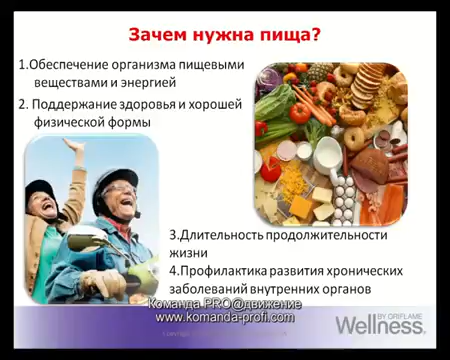 Зачем нужна пища?
1.Обеспечение организма пищевыми
веществами и энергией
2. Поддержание здоровья и хорошей
физической формы
3.Длительность продолжительности
жизни
4.Профилактика развития хронических
заболеваний внутренних органов
Команда PRO@движение
www.komanda-profi.com
BY ORIFLAME
Wellness.